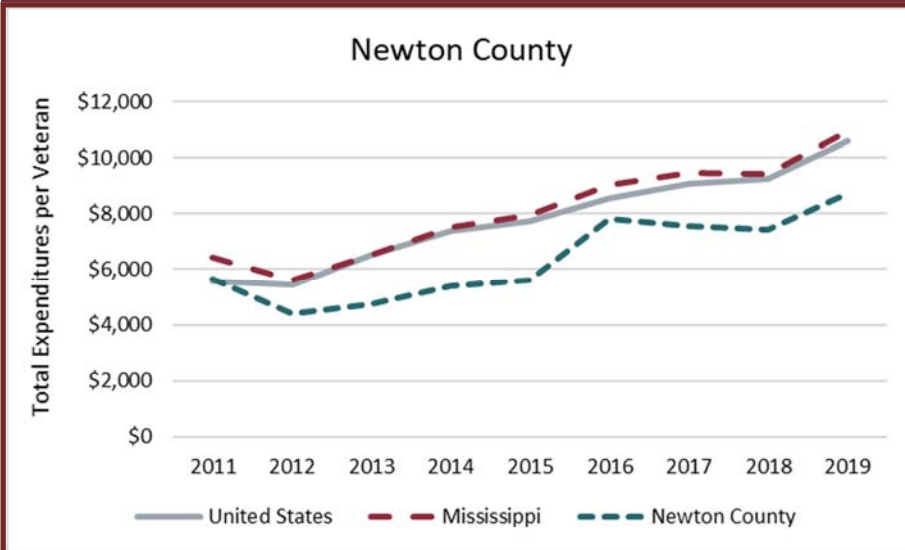 Newton County
Total Expenditures per Veteran
$12,000
$10,000
$8,000
$6,000
$4,000
$2,000
$0
2011 2012 2013 2014 2015 2016 2017 2018 2019
United States Mississippi Newton County